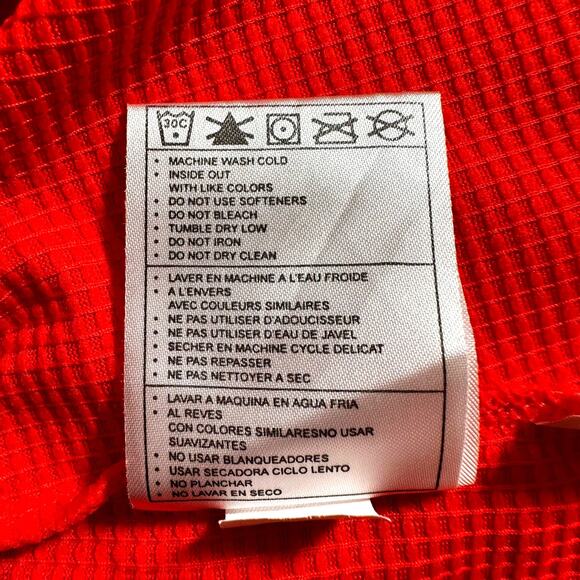 30C
• MACHINE WASH COLD
• INSIDE OUT
WITH LIKE COLORS
• DO NOT USE SOFTENERS
• DO NOT BLEACH
• TUMBLE DRY LOW
• DO NOT IRON
• DO NOT DRY CLEAN
• LAVER EN MACHINE A L'EAU FROIDE
• A L'ENVERS
AVEC COULEURS SIMILAIRES
• NE PAS UTILISER D'ADOUCISSEUR
• NE PAS UTILISER D'EAU DE JAVEL
• SECHER EN MACHINE CYCLE DELICAT
• NE PAS REPASSER
• NE PAS NETTOYER A SEC
• LAVAR A MAQUINA EN AGUA FRIA
• AL REVES
CON COLORES SIMILARESNO USAR
SUAVIZANTES
• NO USAR BLANQUEADORES
• USAR SECADORA CICLO LENTO
• NO PLANCHAR
• NO LAVAR EN SECO